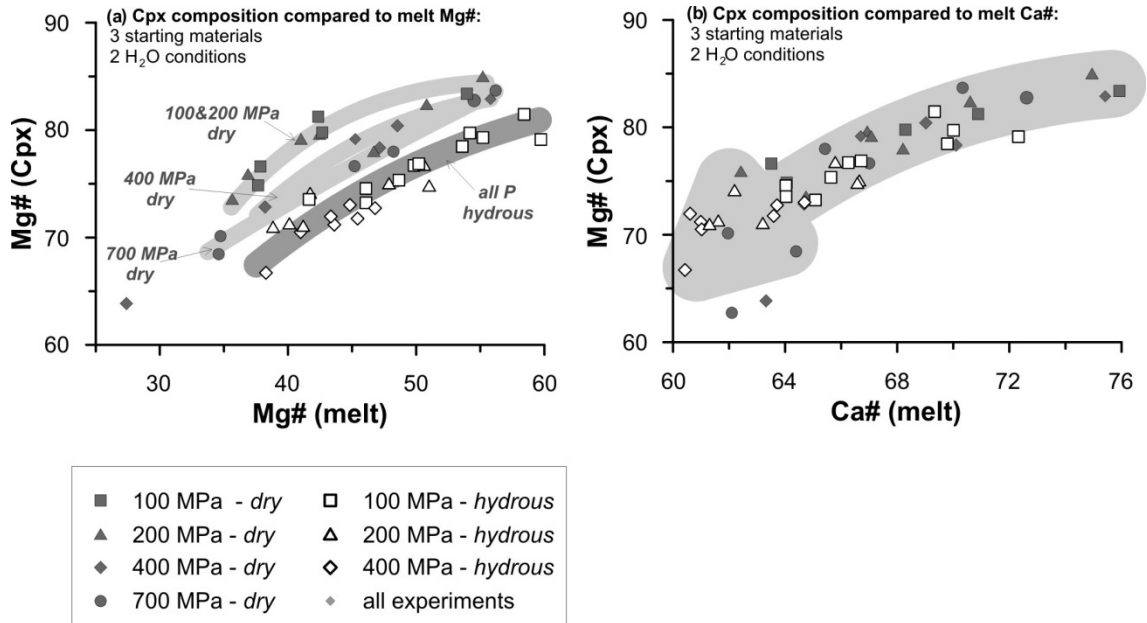 (a) Cpx composition compared to melt Mg#:
3 starting materials
2 H₂O conditions
90
80
70
60
Mg# (Cpx)
100&200 MPa
dry
400 MPa
dry
700 MPa
dry
all P
hydrous
30
40
50
60
Mg# (melt)
(b) Cpx composition compared to melt Ca#:
3 starting materials
2 H₂O conditions
90
80
70
60
Mg# (Cpx)
60
64
68
72
76
Ca# (melt)
100 MPa - dry
100 MPa - hydrous
200 MPa - dry
200 MPa - hydrous
400 MPa - dry
400 MPa - hydrous
700 MPa - dry
all experiments